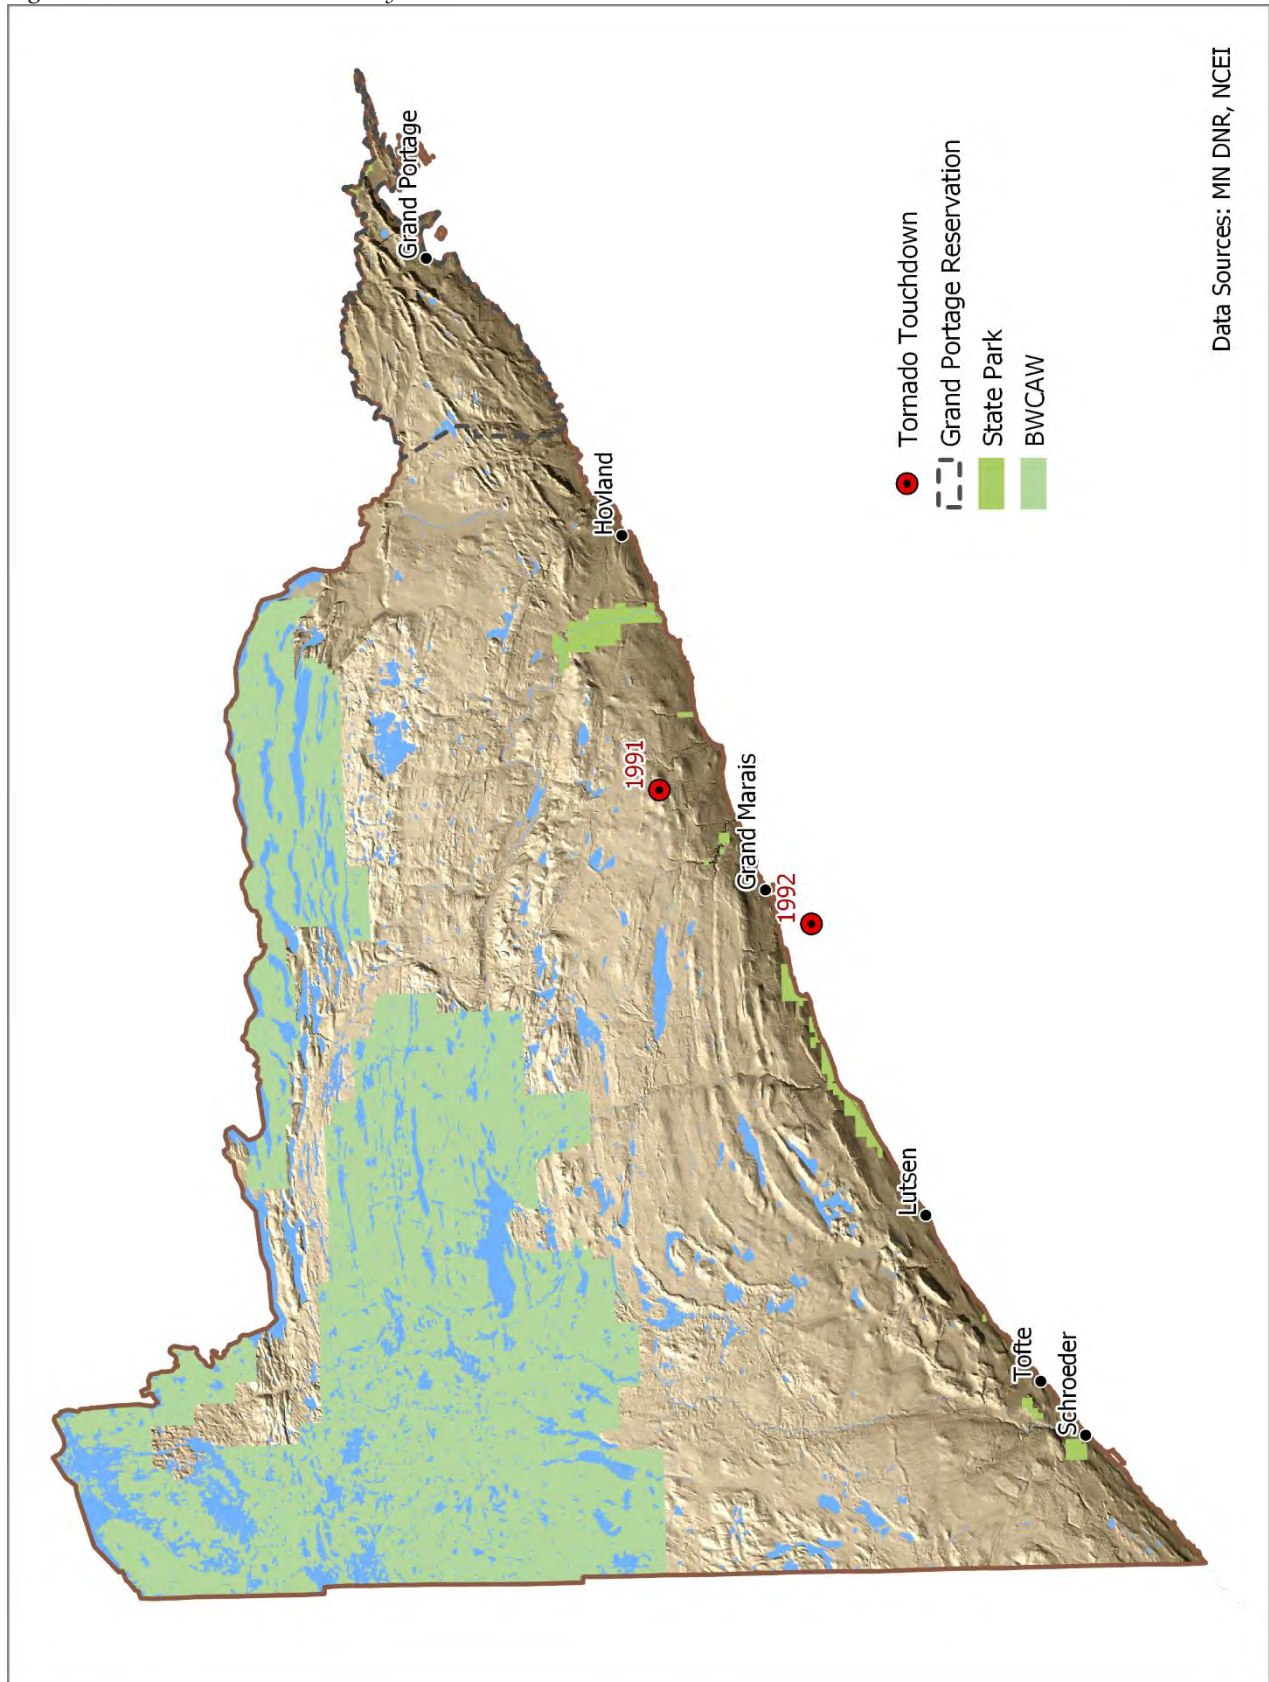 Grand Portage
Hovland
1991
Grand Marais
1992
Lutsen
Tofte
Schroeder
Tornado Touchdown
Grand Portage Reservation
State Park
BWCAW
Data Sources: MN DNR, NCEI